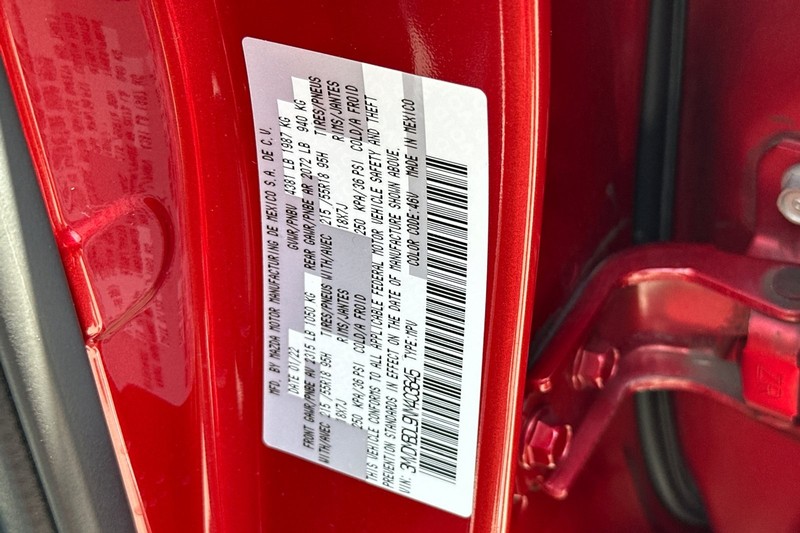 MFD. BY MAZDA MOTOR MANUFACTURING DE MEXICO S.A. DE C.V.
DATE 07/22 GVWR/PNBV 4381 LB 1987 KG
FRONT GAWR/PNBE AV 2315 LB 1050 KG REAR GAWR/PNBE AR 2072 LB 940 KG
WITH/AVEC 215 /55R18 95H TIRES/PNEUS WITH/AVEC 215 /55R18 95H TIRES/PNEUS
18X7J RIMS/JANTES 18X7J RIMS/JANTES
250 KPA/36 PSI COLD/A FROID 250 KPA/36 PSI COLD/A FROID
THIS VEHICLE CONFORMS TO ALL APPLICABLE FEDERAL MOTOR VEHICLE SAFETY AND THEFT
PREVENTION STANDARDS IN EFFECT ON THE DATE OF MANUFACTURE SHOWN ABOVE.
VIN: TYPE:MPV COLOR CODE:46V MADE IN MEXICO